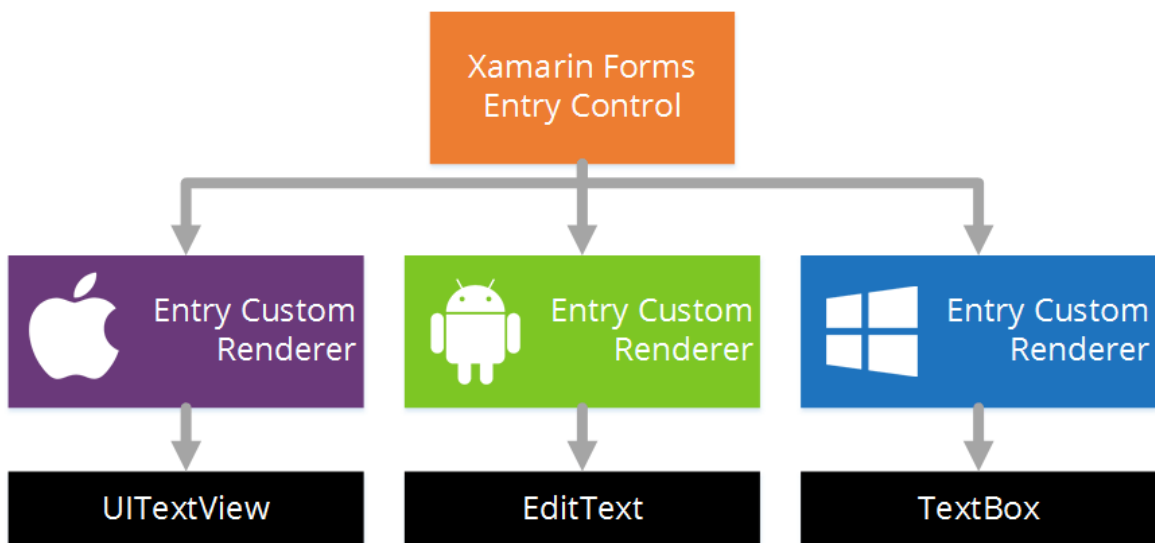 Xamarin Forms
Entry Control
Entry Custom
Renderer
Entry Custom
Renderer
Entry Custom
Renderer
UITextView
EditText
TextBox